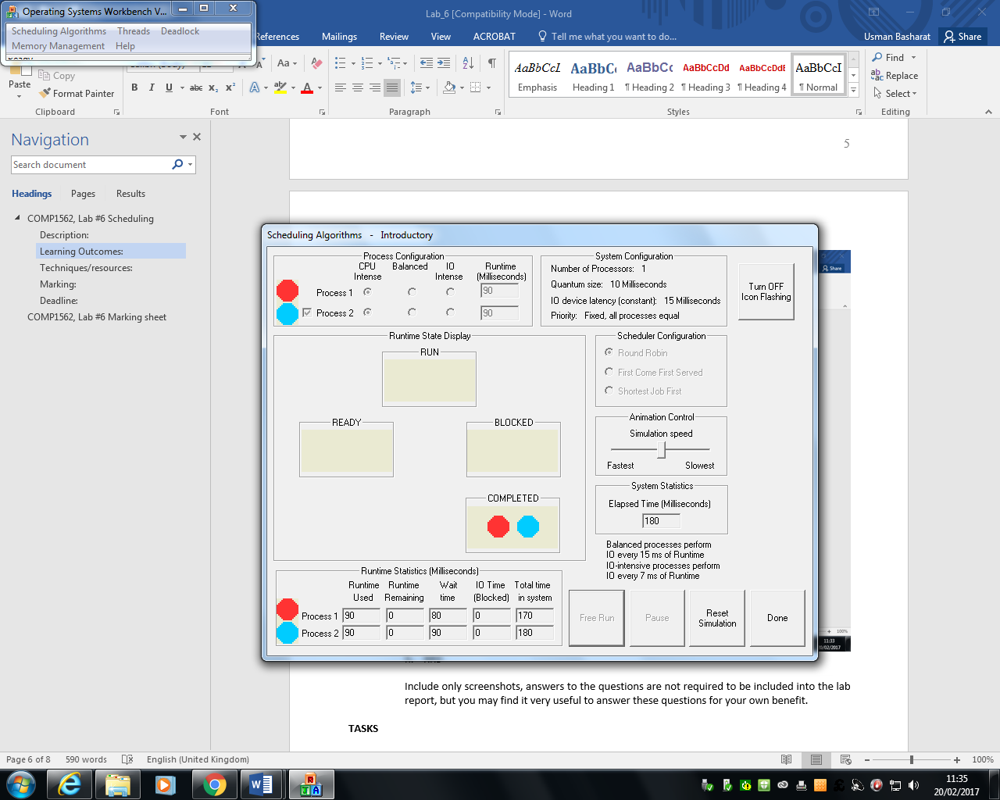 Operating Systems Workbench V...
Scheduling Algorithms Threads Deadlock
Memory Management Help
Lab_6 [Compatibility Mode] - Word
References Mailings Review View ACROBAT Tell me what you want to do... Usman Basharat Share
Paste Copy
Format Painter
Clipboard Font Paragraph Styles Editing
AaBbCcI AaBbCc AaBbCc AaBbCcDd AaBbCcDdE AaBbCcI
Emphasis Heading 1 ¶ Heading 2 ¶ Heading 3 ¶ Heading 4 ¶ Normal
Find
Replace
Select
Navigation
Search document
Headings Pages Results
COMP1562, Lab #6 Scheduling
Description:
Learning Outcomes:
Techniques/resources:
Marking:
Deadline:
COMP1562, Lab #6 Marking sheet
5
Scheduling Algorithms - Introductory
Process Configuration
CPU Intense Balanced IO Intense Runtime (Milliseconds)
Process 1 90
Process 2 90
System Configuration
Number of Processors: 1
Quantum size: 10 Milliseconds
IO device latency (constant): 15 Milliseconds
Priority: Fixed, all processes equal
Turn OFF
Icon Flashing
Runtime State Display
RUN
READY
BLOCKED
COMPLETED
Scheduler Configuration
Round Robin
First Come First Served
Shortest Job First
Animation Control
Simulation speed
Fastest Slowest
System Statistics
Elapsed Time (Milliseconds)
180
Balanced processes perform
IO every 15 ms of Runtime
IO-intensive processes perform
IO every 7 ms of Runtime
Runtime Statistics (Milliseconds)
Runtime Used Runtime Remaining Wait time IO Time (Blocked) Total time in system
Process 1 90 0 80 0 170
Process 2 90 0 90 0 180
Free Run Pause Reset Simulation Done
Share
100%
11:33
Include only screenshots, answers to the questions are not required to be included into the lab
report, but you may find it very useful to answer these questions for your own benefit.
TASKS
Page 6 of 8 590 words English (United Kingdom) 100%
11:35
20/02/2017